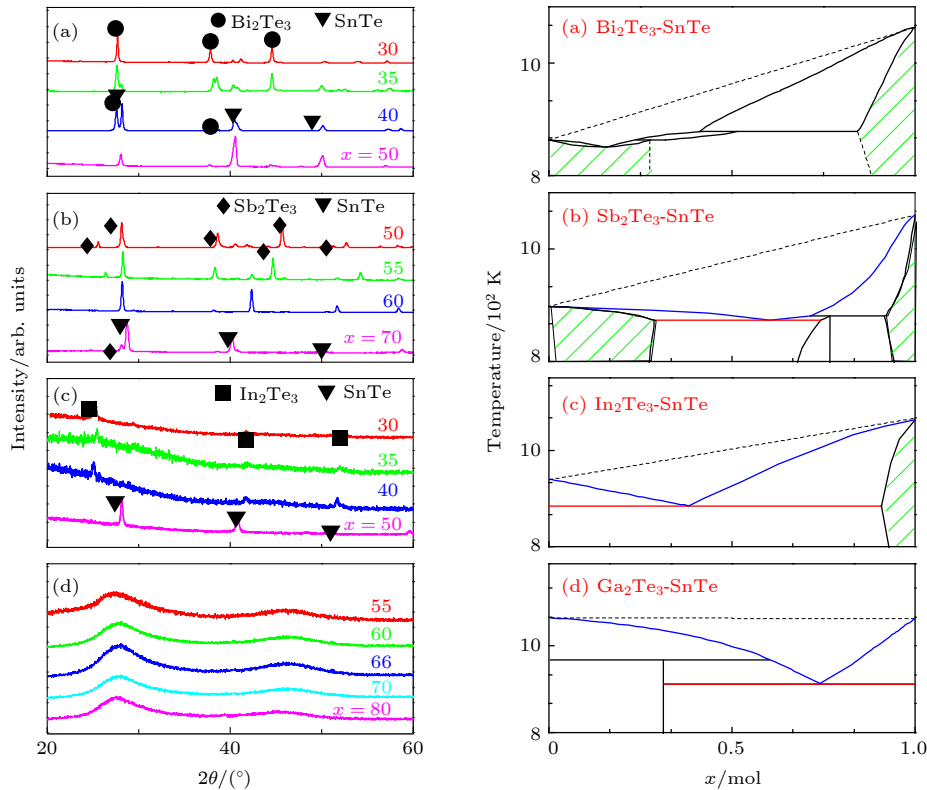 (a) Bi₂Te₃ SnTe
30
35
40
x = 50
(b) Sb₂Te₃ SnTe
50
55
60
x = 70
(c) In₂Te₃ SnTe
30
35
40
x = 50
(d)
55
60
66
70
x = 80
20 40 60
2θ/(°)
Intensity/arb. units
(a) Bi₂Te₃-SnTe
10
8
(b) Sb₂Te₃-SnTe
10
8
(c) In₂Te₃-SnTe
10
8
(d) Ga₂Te₃-SnTe
10
8
0 0.5 1.0
x/mol
Temperature/10² K